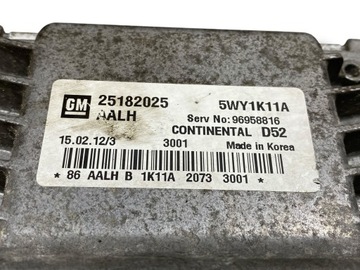 GM 25182025 5WY1K11A
AALH Serv No:96958816
CONTINENTAL D52
15.02.12/3 3001 Made in Korea
* 86 AALH B 1K11A 2073 3001 *